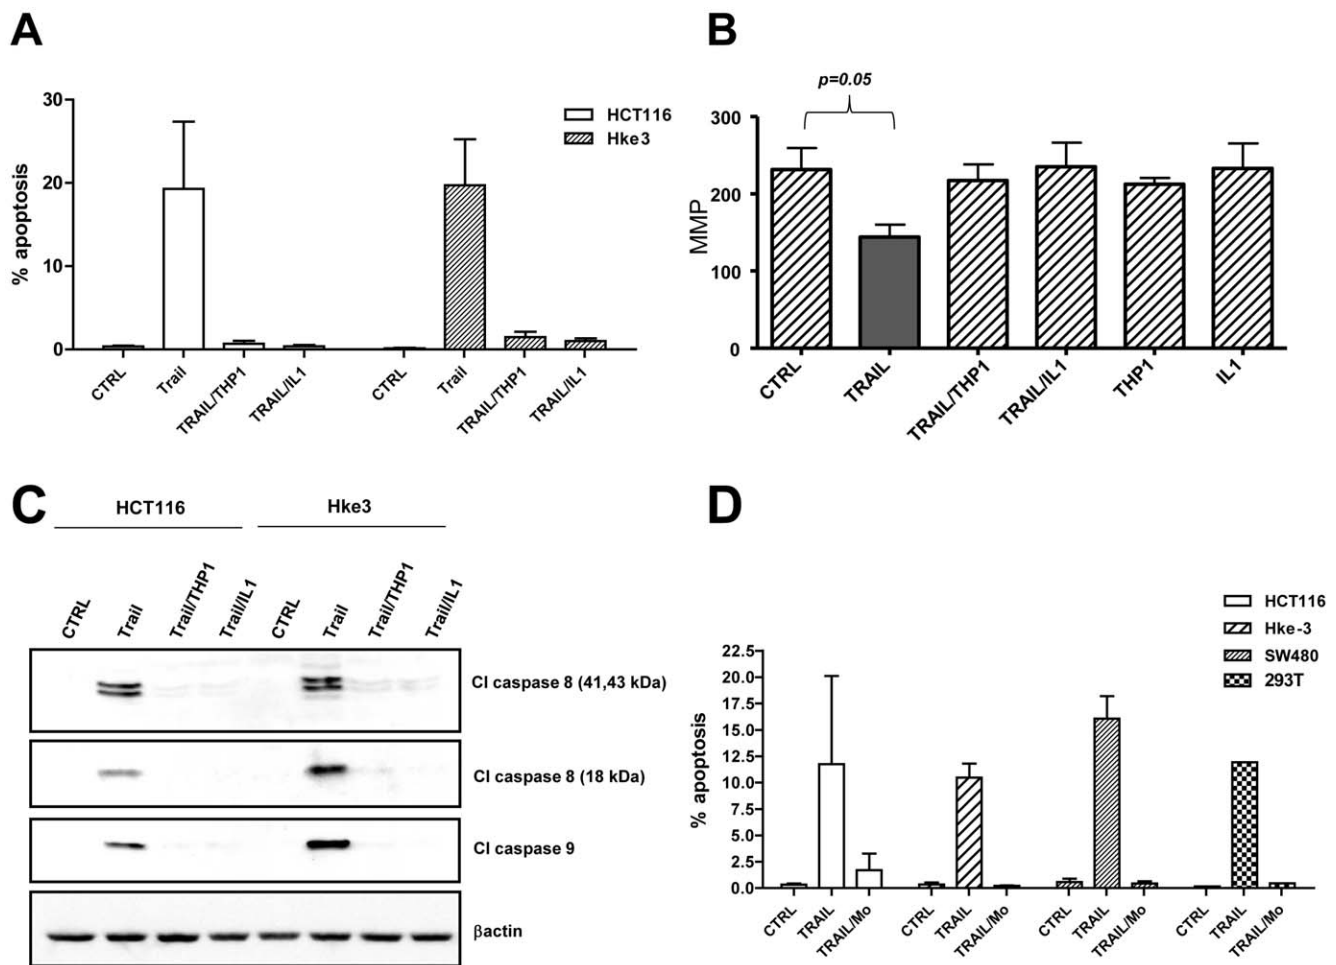 A
30
20
10
0
% apoptosis
HCT116
Hke3
CTRL
Trail
TRAIL/THP1
TRAIL/IL1
CTRL
Trail
TRAIL/THP1
TRAIL/IL1
B
p=0.05
300
200
100
0
MMP
CTRL
TRAIL
TRAIL/THP1
TRAIL/IL1
THP1
IL1
C
HCT116 Hke3
CTRL
Trail
Trail/THP1
Trail/IL1
CTRL
Trail
Trail/THP1
Trail/IL1
Cl caspase 8 (41,43 kDa)
Cl caspase 8 (18 kDa)
Cl caspase 9
βactin
D
HCT116
Hke-3
SW480
293T
22.5
20.0
17.5
15.0
12.5
10.0
7.5
5.0
2.5
0.0
% apoptosis
CTRL
TRAIL
TRAIL/Mo
CTRL
TRAIL
TRAIL/Mo
CTRL
TRAIL
TRAIL/Mo
CTRL
TRAIL
TRAIL/Mo